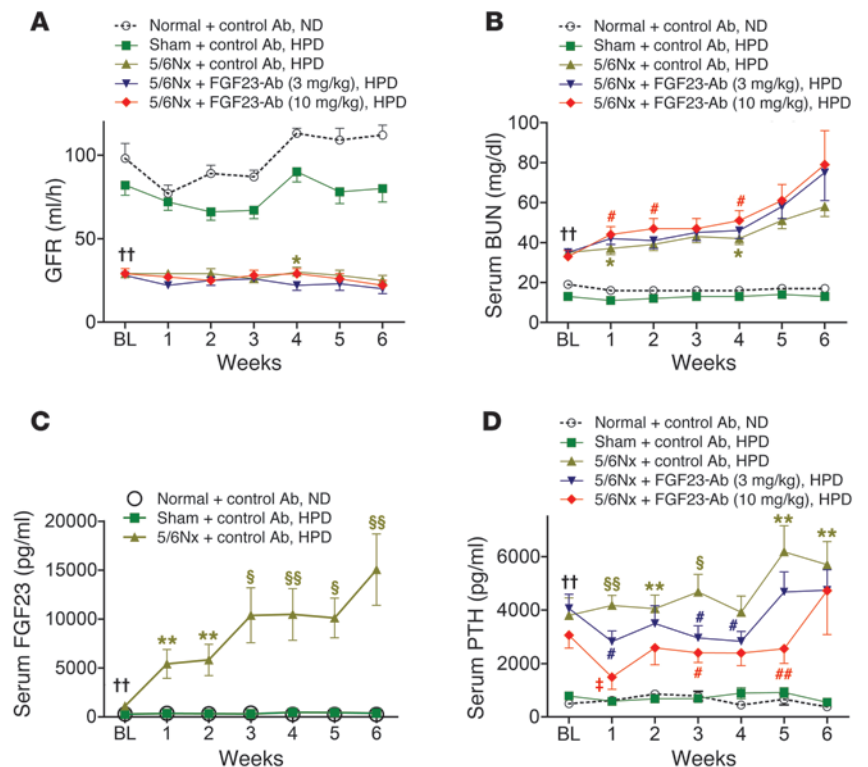 A
Normal + control Ab, ND
Sham + control Ab, HPD
5/6Nx + control Ab, HPD
5/6Nx + FGF23-Ab (3 mg/kg), HPD
5/6Nx + FGF23-Ab (10 mg/kg), HPD
GFR (ml/h)
100
50
0
††
*
BL 1 2 3 4 5 6
Weeks
B
Normal + control Ab, ND
Sham + control Ab, HPD
5/6Nx + control Ab, HPD
5/6Nx + FGF23-Ab (3 mg/kg), HPD
5/6Nx + FGF23-Ab (10 mg/kg), HPD
Serum BUN (mg/dl)
100
80
60
40
20
0
# # #
††
* *
BL 1 2 3 4 5 6
Weeks
C
Normal + control Ab, ND
Sham + control Ab, HPD
5/6Nx + control Ab, HPD
Serum FGF23 (pg/ml)
20000
15000
10000
5000
0
†† ** ** § §§ § §§
BL 1 2 3 4 5 6
Weeks
D
Normal + control Ab, ND
Sham + control Ab, HPD
5/6Nx + control Ab, HPD
5/6Nx + FGF23-Ab (3 mg/kg), HPD
5/6Nx + FGF23-Ab (10 mg/kg), HPD
Serum PTH (pg/ml)
6000
4000
2000
0
†† §§ ** § ** **
# # #
‡ # ##
BL 1 2 3 4 5 6
Weeks